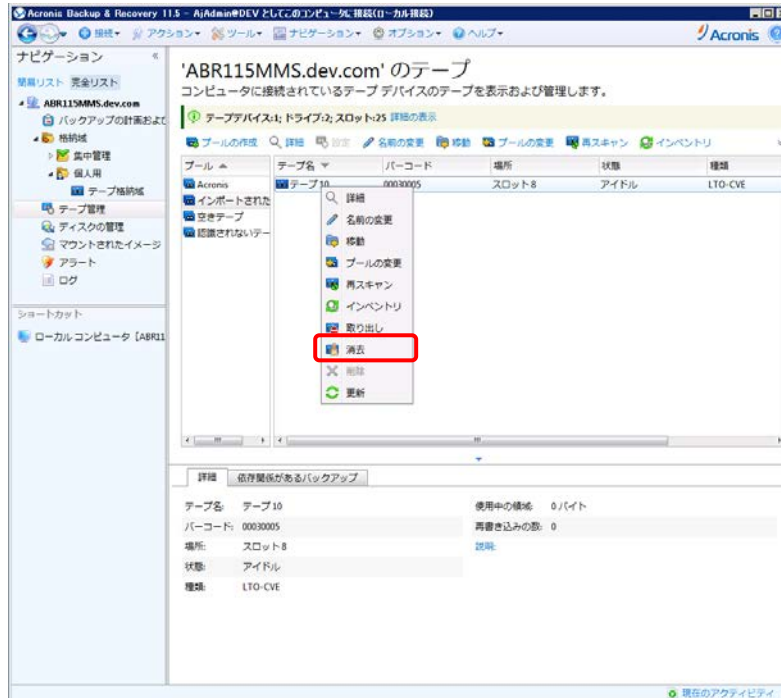 Acronis Backup & Recovery 11.5 - AjAdmin@DEV としてこのコンピュータに接続(ローカル接続)
接続 アクション ツール ナビゲーション オプション ヘルプ Acronis
ナビゲーション
簡易リスト 完全リスト
ABR115MMS.dev.com
バックアップの計画および
格納域
集中管理
個人用
テープ格納域
テープ管理
ディスクの管理
マウントされたイメージ
アラート
ログ
ショートカット
ローカル コンピュータ [ABR11
'ABR115MMS.dev.com' のテープ
コンピュータに接続されているテープ デバイスのテープを表示および管理します。
テープデバイス:1; ドライブ:2; スロット:25 詳細の表示
プールの作成 詳細 設定 名前の変更 移動 プールの変更 再スキャン インベントリ
プール テープ名 バーコード 場所 状態 種類
Acronis
インポートされた
空きテープ
認識されないテー
テープ10 00030005 スロット8 アイドル LTO-CVE
詳細
名前の変更
移動
プールの変更
再スキャン
インベントリ
取り出し
消去
削除
更新
詳細 依存関係があるバックアップ
テープ名: テープ10 使用中の領域: 0 バイト
バーコード: 00030005 再書き込みの数: 0
場所: スロット8 説明:
状態: アイドル
種類: LTO-CVE
現在のアクティビティ